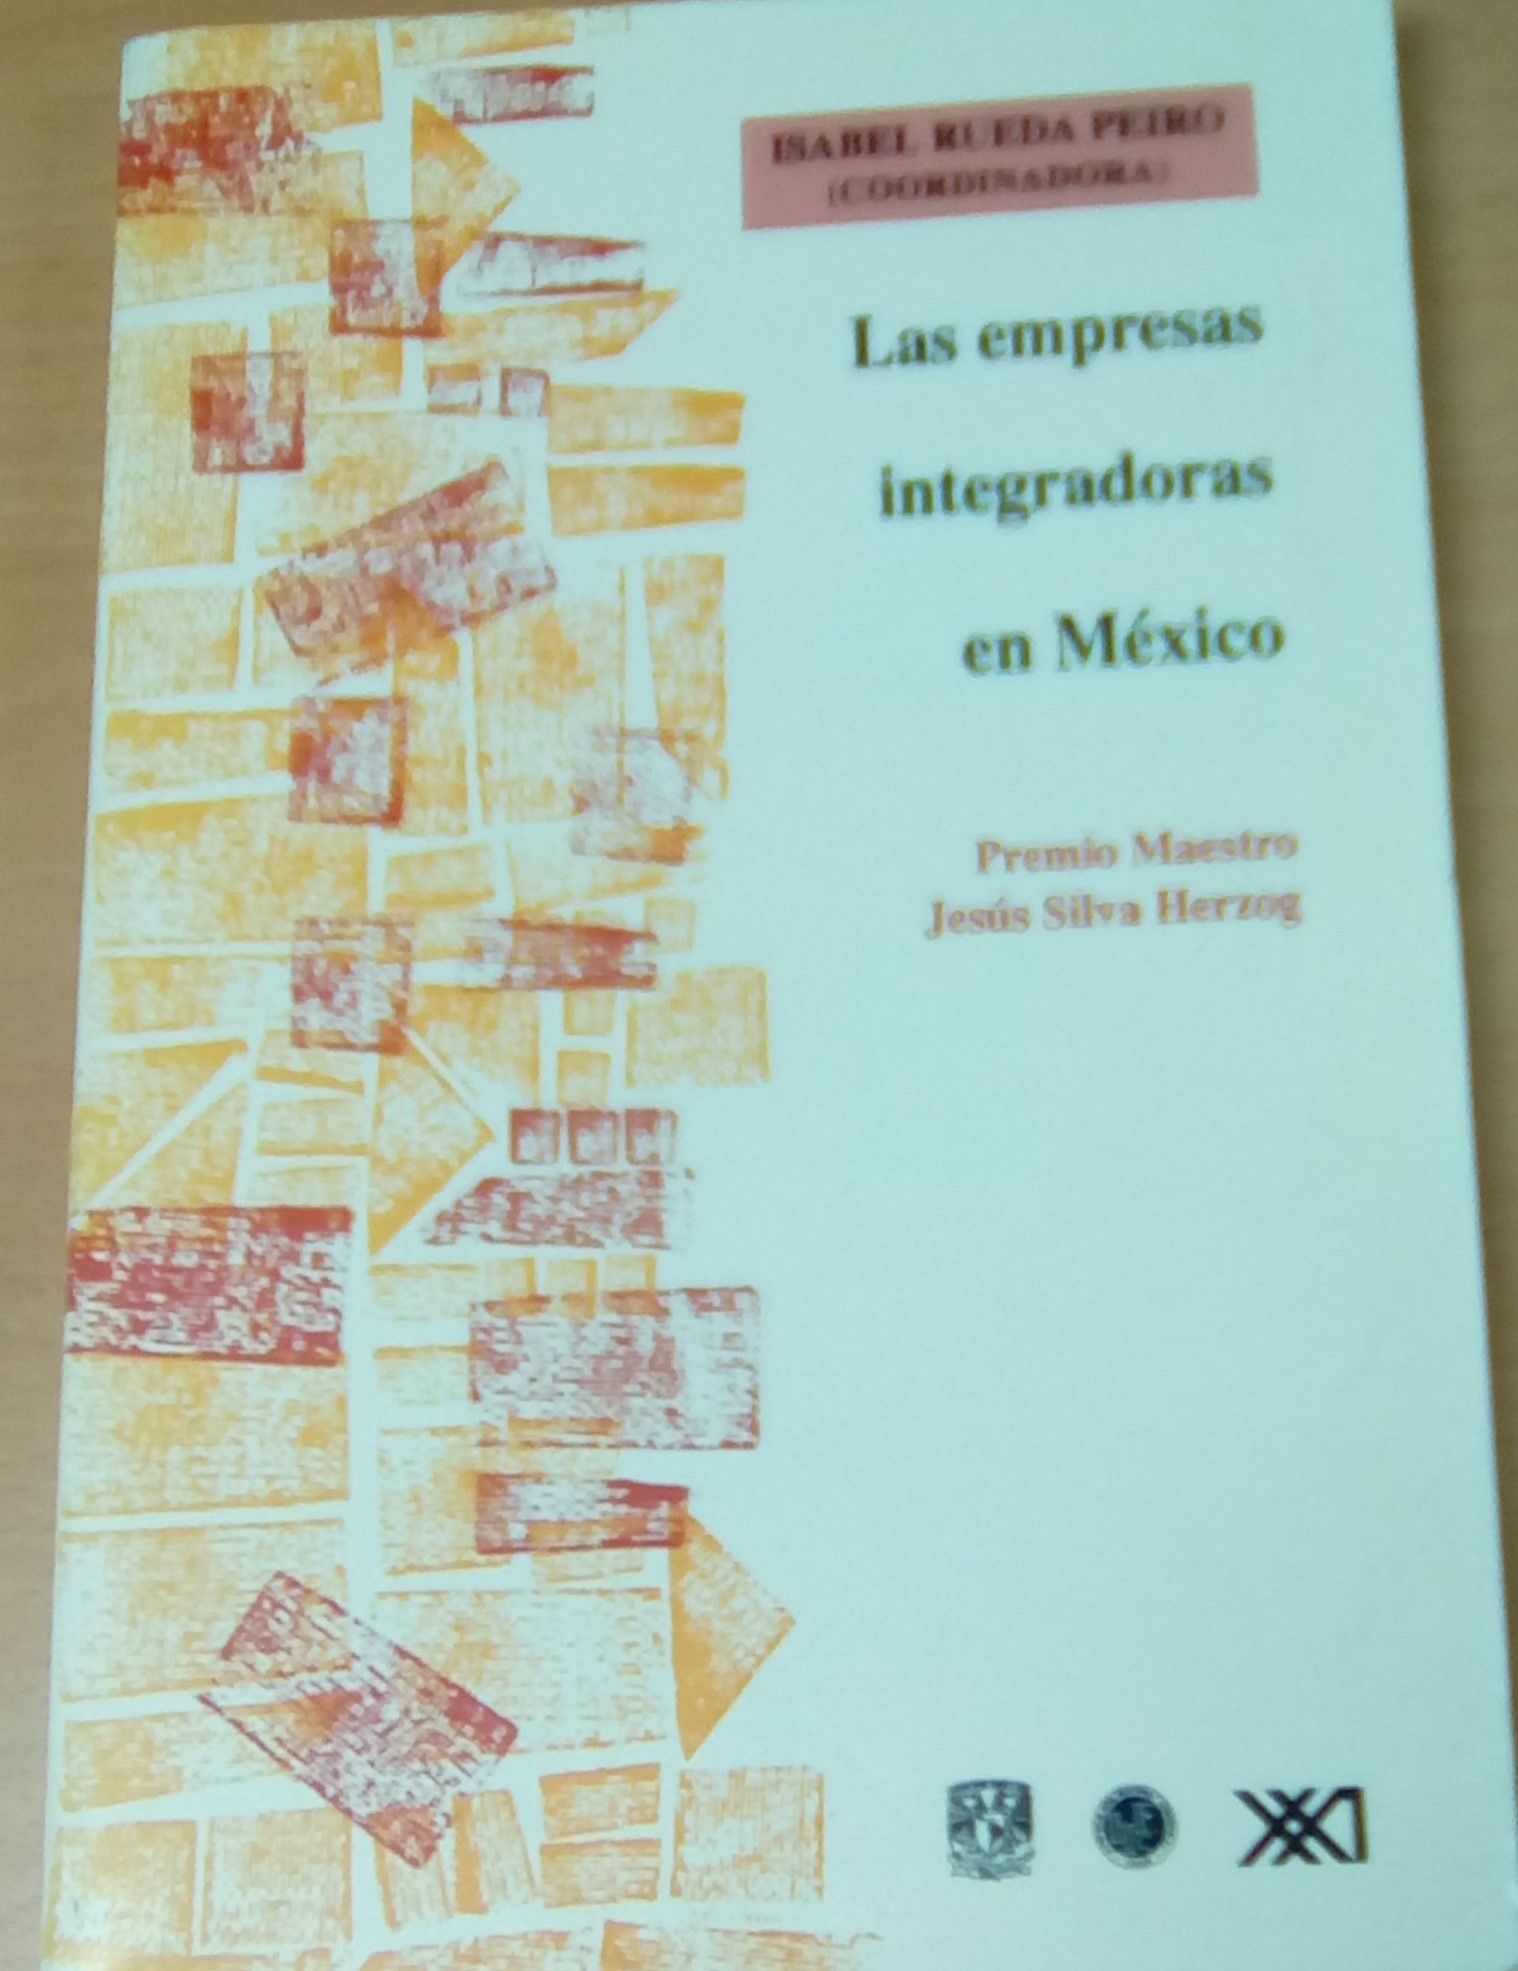 ISABEL RUEDA PEIRO
(COORDINADORA)
Las empresas
integradoras
en México
Premio Maestro
Jesús Silva Herzog